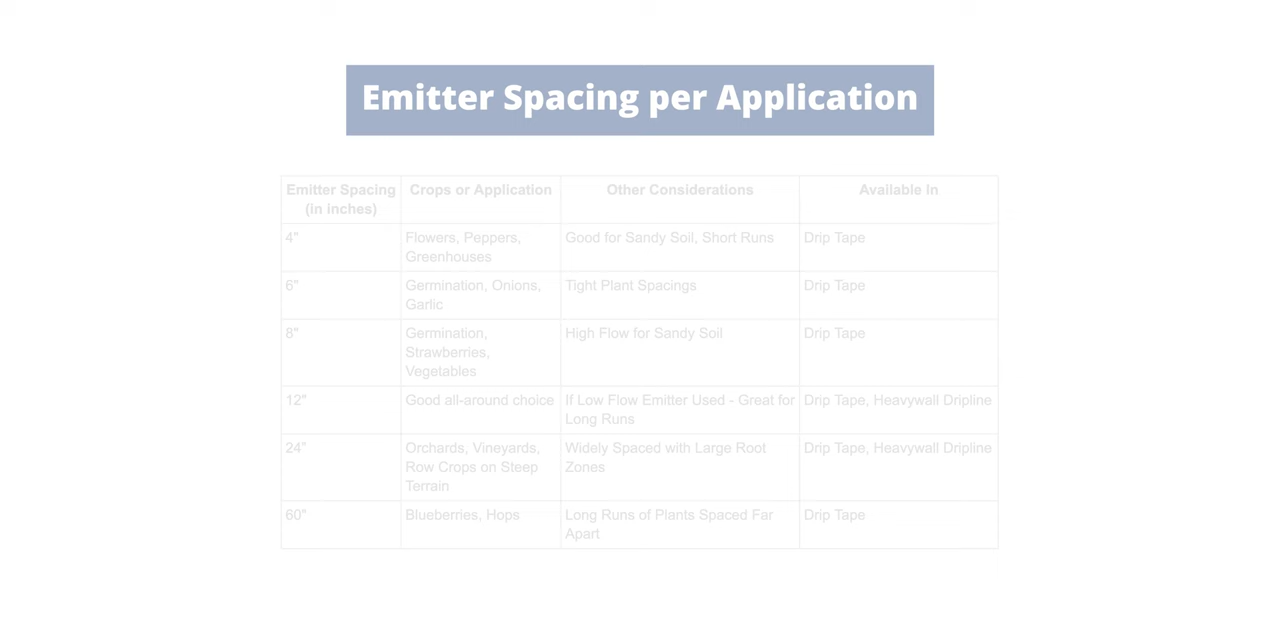 Emitter Spacing per Application
Emitter Spacing (in inches) Crops or Application Other Considerations Available In
4" Flowers, Peppers, Greenhouses Good for Sandy Soil, Short Runs Drip Tape
6" Germination, Onions, Garlic Tight Plant Spacings Drip Tape
8" Germination, Strawberries, Vegetables High Flow for Sandy Soil Drip Tape
12" Good all-around choice If Low Flow Emitter Used - Great for Long Runs Drip Tape, Heavywall Dripline
24" Orchards, Vineyards, Row Crops on Steep Terrain Widely Spaced with Large Root Zones Drip Tape, Heavywall Dripline
60" Blueberries, Hops Long Runs of Plants Spaced Far Apart Drip Tape